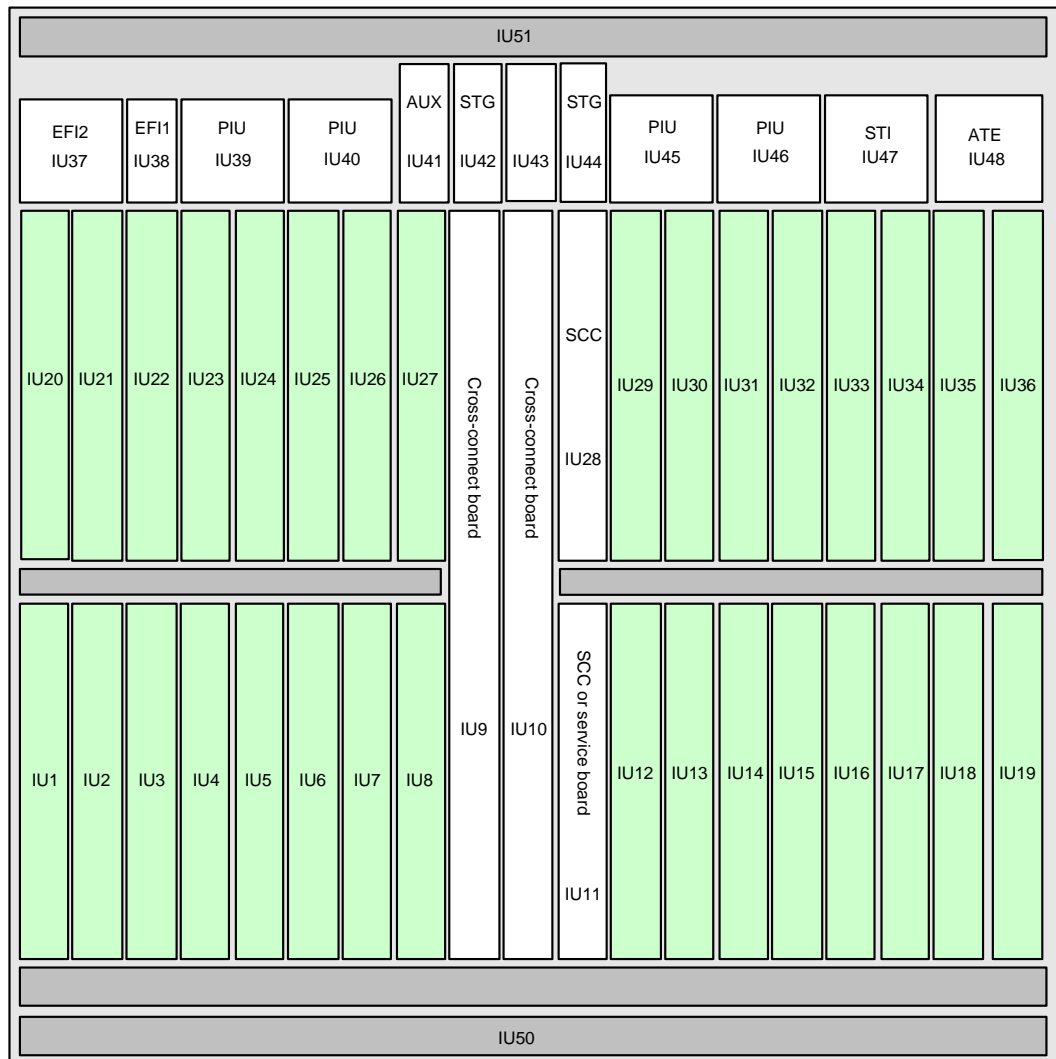 IU51
EFI2
IU37
EFI1
IU38
PIU
IU39
PIU
IU40
AUX
IU41
STG
IU42
IU43
STG
IU44
PIU
IU45
PIU
IU46
STI
IU47
ATE
IU48
IU20
IU21
IU22
IU23
IU24
IU25
IU26
IU27
Cross-connect board
IU9
Cross-connect board
IU10
SCC
IU28
IU29
IU30
IU31
IU32
IU33
IU34
IU35
IU36
IU1
IU2
IU3
IU4
IU5
IU6
IU7
IU8
SCC or service board
IU11
IU12
IU13
IU14
IU15
IU16
IU17
IU18
IU19
IU50